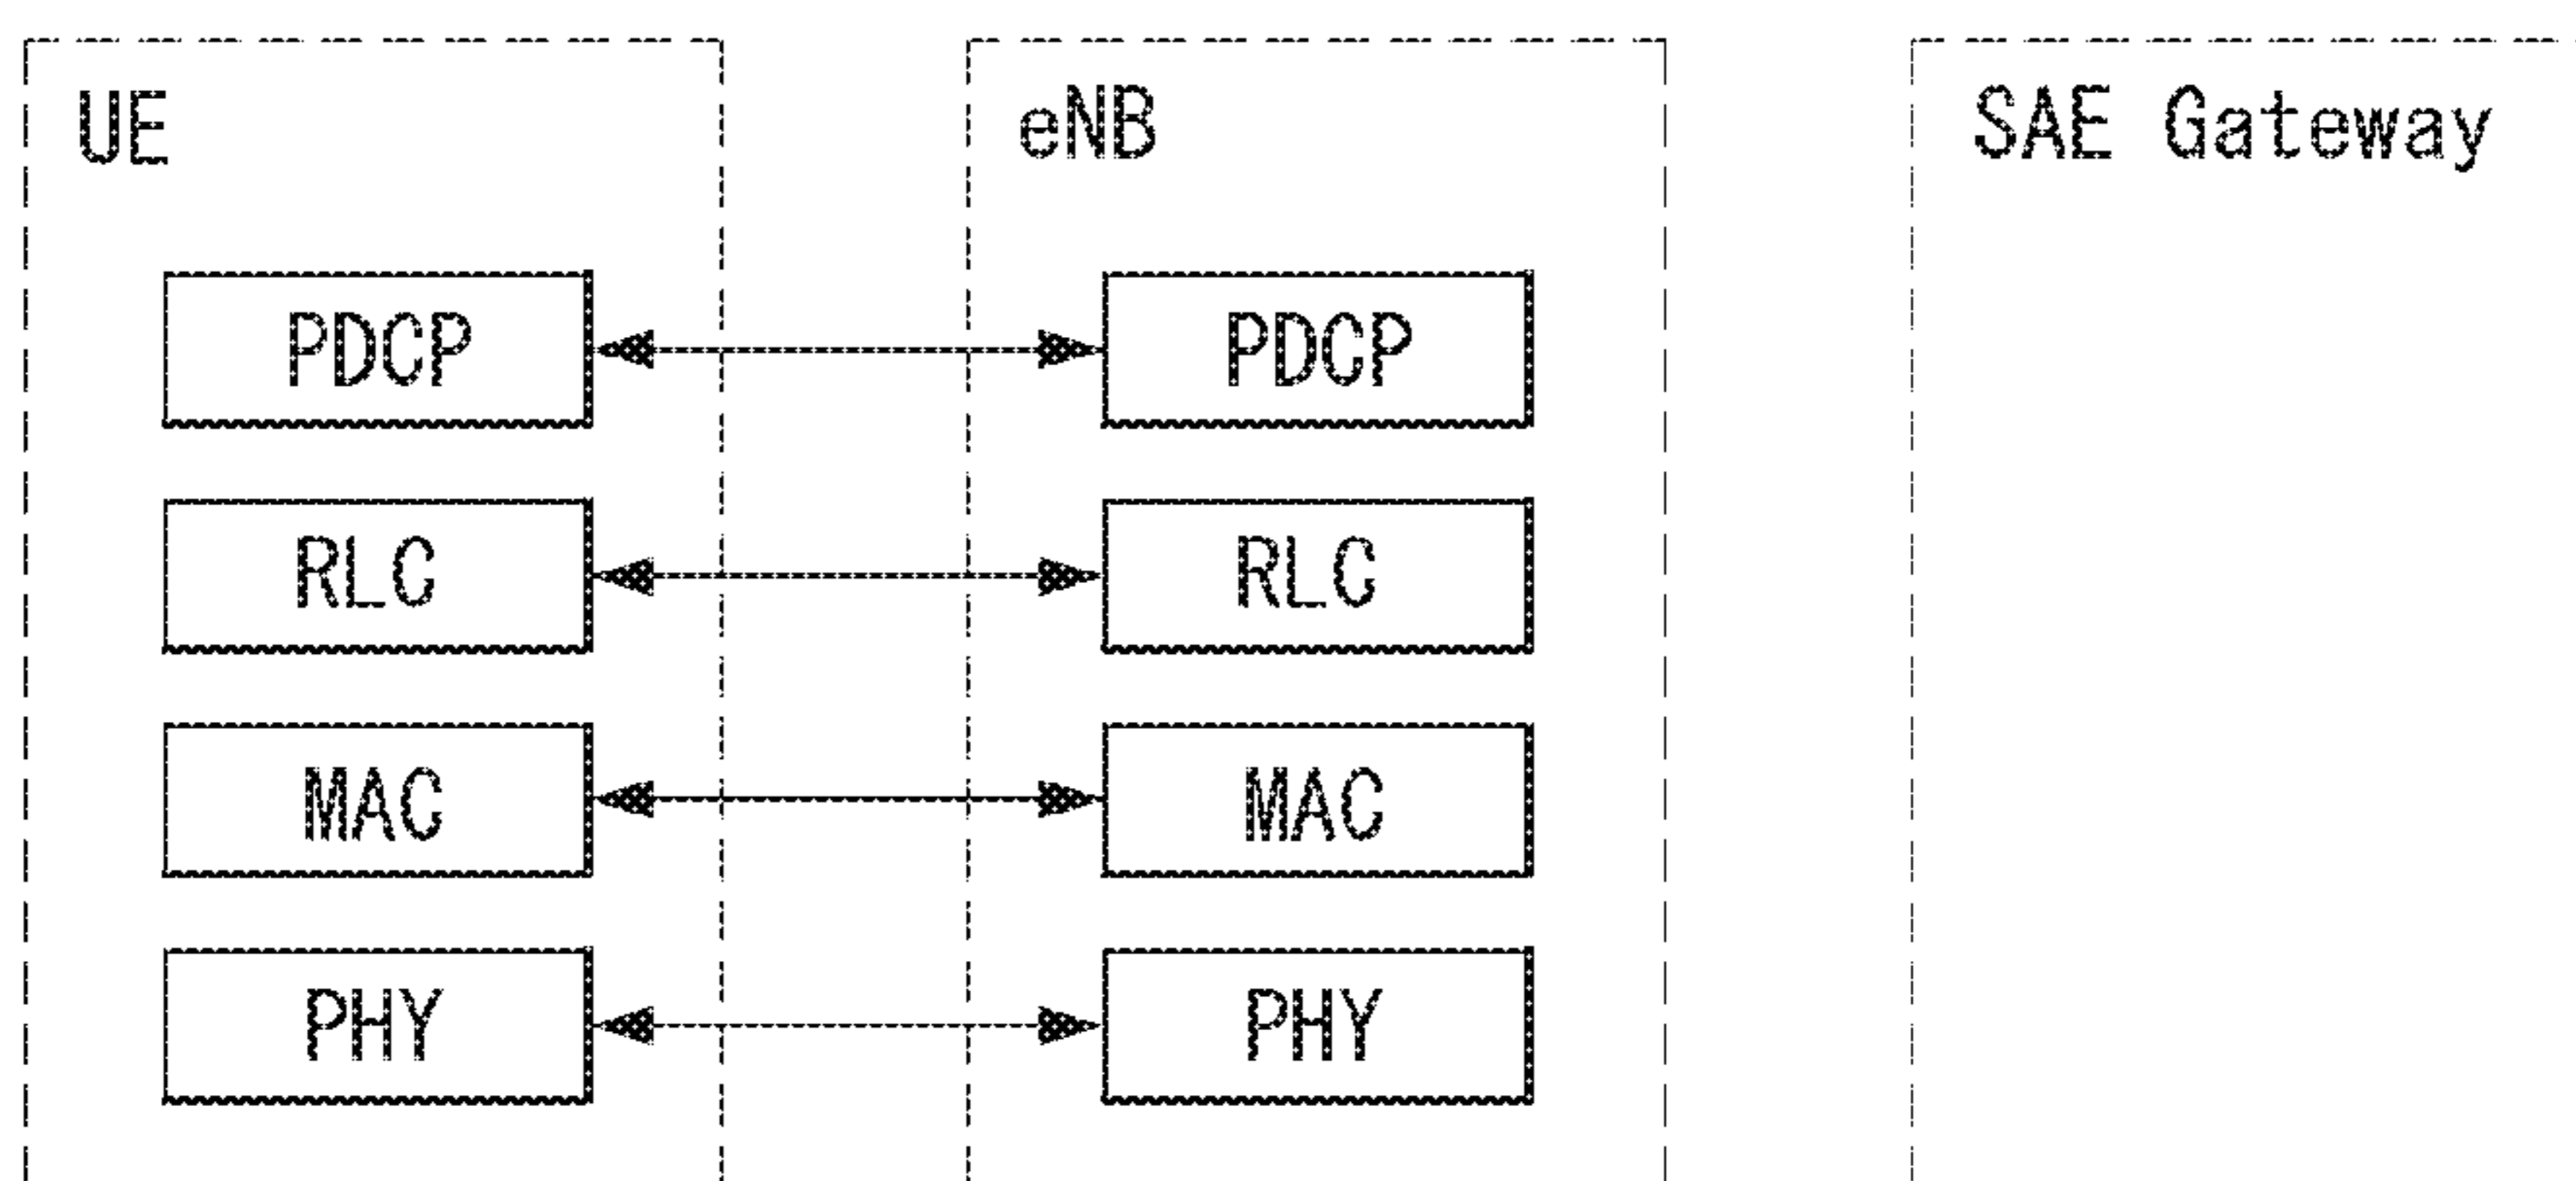 UE
eNB
SAE Gateway
PDCP
PDCP
RLC
RLC
MAC
MAC
PHY
PHY